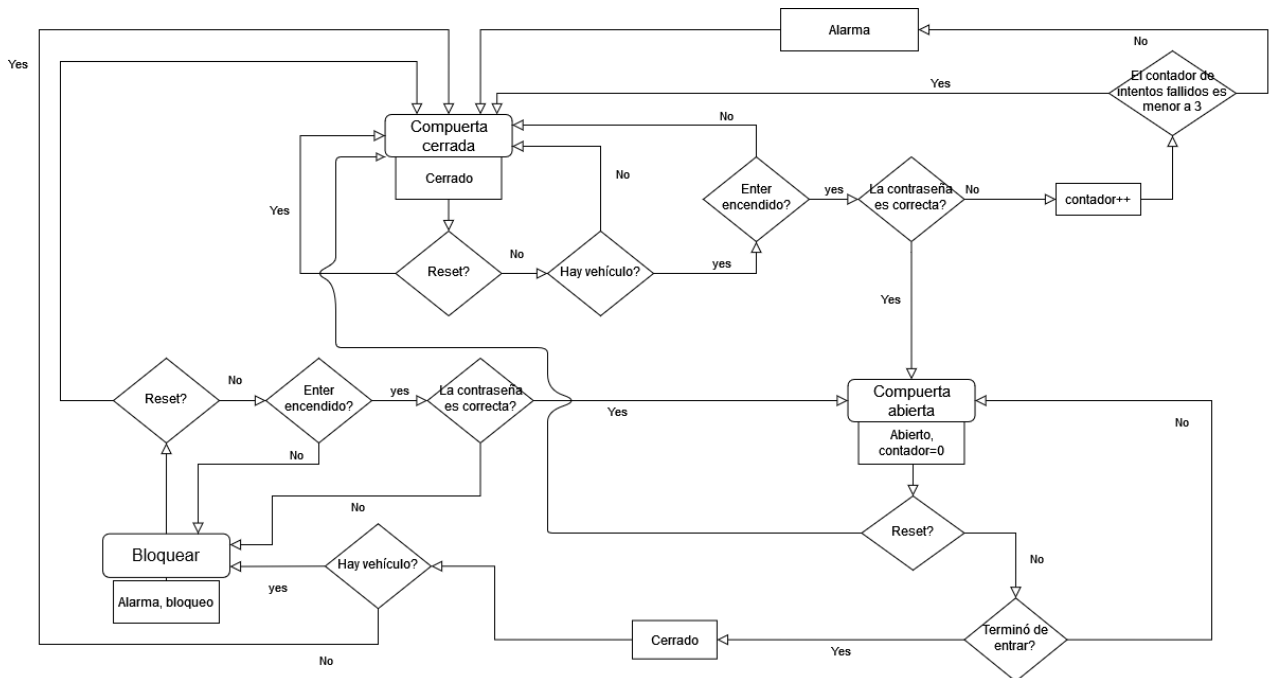 Alarma
No
Yes
El contador de
intentos fallidos es
menor a 3
Yes
Compuerta
cerrada
No
Cerrado
No
Enter
encendido?
yes
La contraseña
es correcta?
No
contador++
Yes
Reset?
No
Hay vehículo?
yes
Yes
Reset?
No
Enter
encendido?
yes
La contraseña
es correcta?
Yes
Compuerta
abierta
No
Abierto,
contador=0
No
No
Reset?
No
Bloquear
Hay vehículo?
yes
Alarma, bloqueo
Terminó de
entrar?
Cerrado
Yes
No